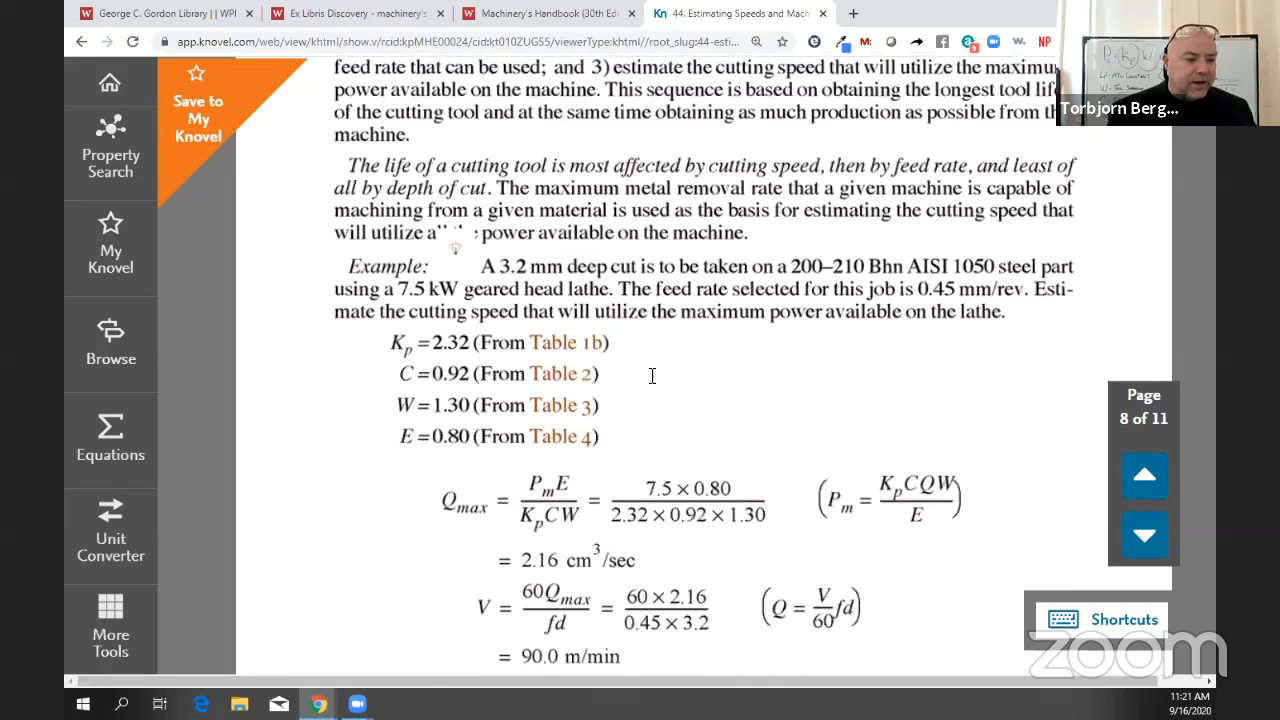 George C. Gordon Library || WPI
Ex Libris Discovery - machinery's
Machinery's Handbook (30th Edi
Kn 44. Estimating Speeds and Mach
app.knovel.com/web/view/khtml/show.v/rcid:kpMHE00024/cid:kt010ZUG55/viewerType:khtml//root_slug:44-esti...
NP
Save to
My
Knovel
Property
Search
My
Knovel
Browse
Equations
Unit
Converter
More
Tools
feed rate that can be used; and 3) estimate the cutting speed that will utilize the maximu
power available on the machine. This sequence is based on obtaining the longest tool lif
of the cutting tool and at the same time obtaining as much production as possible from th
machine.
The life of a cutting tool is most affected by cutting speed, then by feed rate, and least of
all by depth of cut. The maximum metal removal rate that a given machine is capable of
machining from a given material is used as the basis for estimating the cutting speed that
will utilize all the power available on the machine.
Example: A 3.2 mm deep cut is to be taken on a 200–210 Bhn AISI 1050 steel part
using a 7.5 kW geared head lathe. The feed rate selected for this job is 0.45 mm/rev. Esti-
mate the cutting speed that will utilize the maximum power available on the lathe.
Kp = 2.32 (From Table 1b)
C = 0.92 (From Table 2)
W = 1.30 (From Table 3)
E = 0.80 (From Table 4)
Qmax = PmE / KpCW = 7.5 × 0.80 / 2.32 × 0.92 × 1.30 (Pm = KpCQW / E)
= 2.16 cm³/sec
V = 60Qmax / fd = 60 × 2.16 / 0.45 × 3.2 (Q = V/60 fd)
= 90.0 m/min
Torbjorn Berg...
Page
8 of 11
Shortcuts
zoom
11:21 AM
9/16/2020